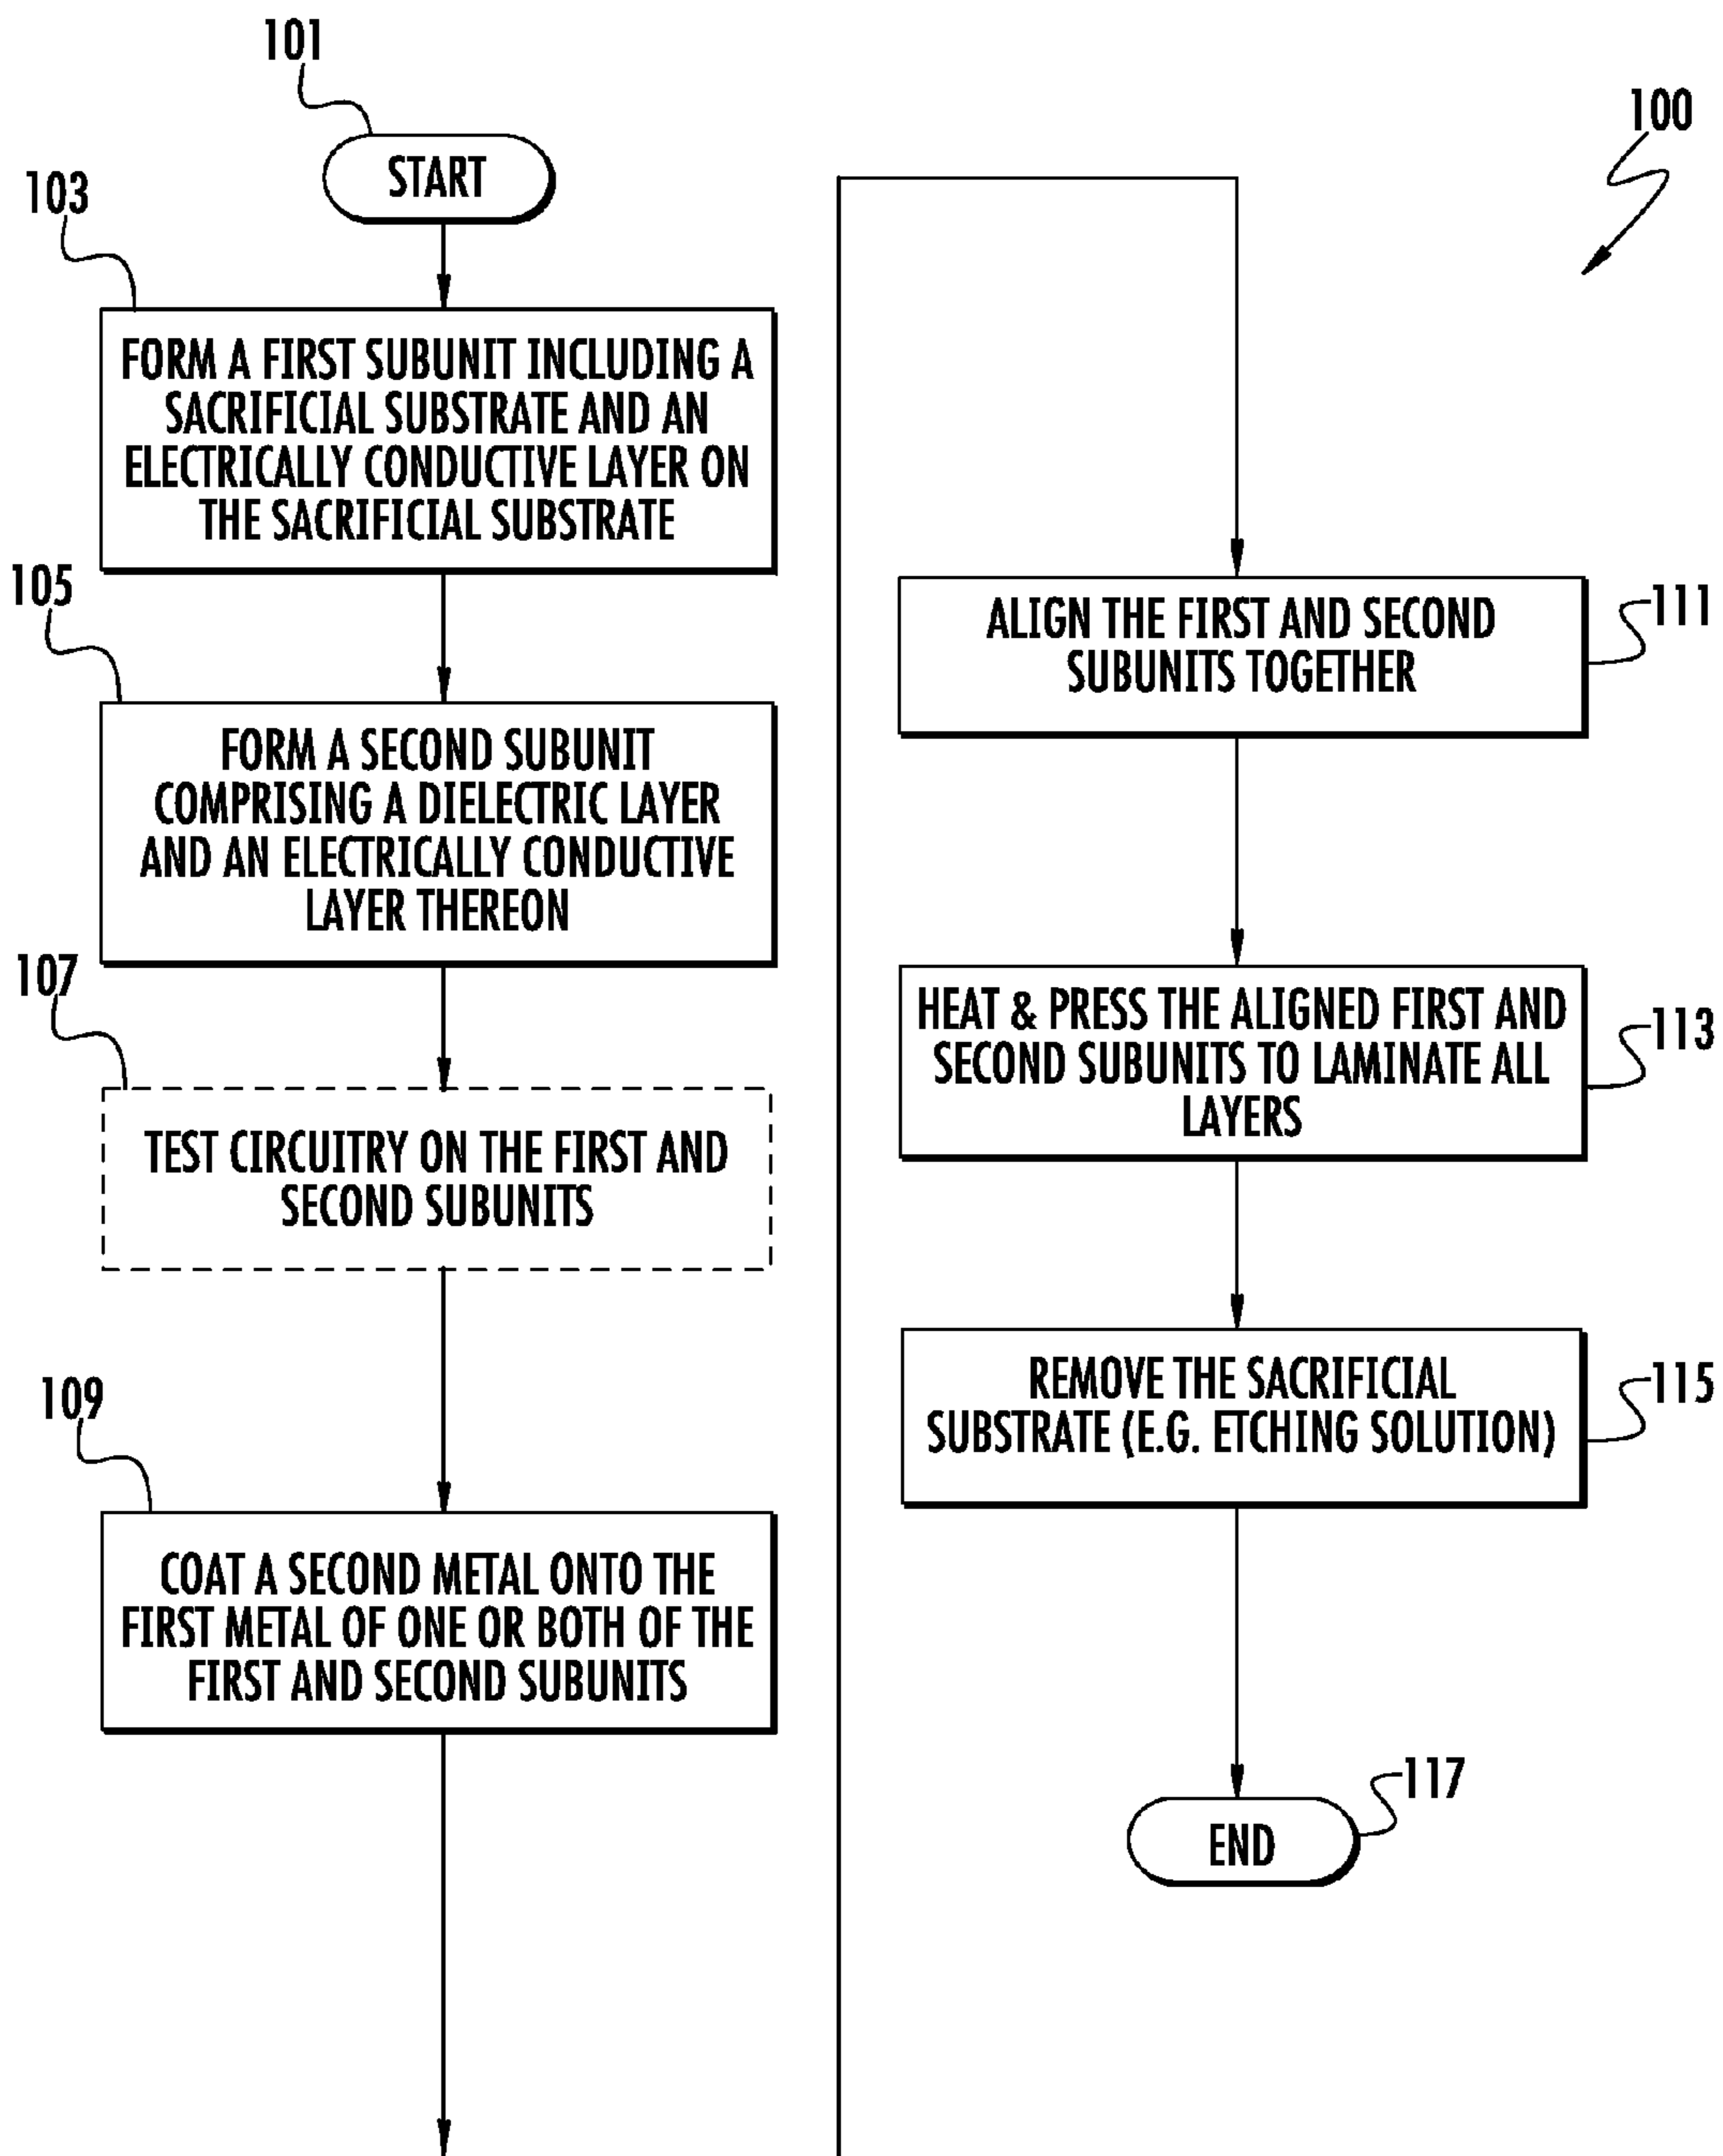 101
START
103
FORM A FIRST SUBUNIT INCLUDING A
SACRIFICIAL SUBSTRATE AND AN
ELECTRICALLY CONDUCTIVE LAYER ON
THE SACRIFICIAL SUBSTRATE
105
FORM A SECOND SUBUNIT
COMPRISING A DIELECTRIC LAYER
AND AN ELECTRICALLY CONDUCTIVE
LAYER THEREON
107
TEST CIRCUITRY ON THE FIRST AND
SECOND SUBUNITS
109
COAT A SECOND METAL ONTO THE
FIRST METAL OF ONE OR BOTH OF THE
FIRST AND SECOND SUBUNITS
100
ALIGN THE FIRST AND SECOND
SUBUNITS TOGETHER
111
HEAT & PRESS THE ALIGNED FIRST AND
SECOND SUBUNITS TO LAMINATE ALL
LAYERS
113
REMOVE THE SACRIFICIAL
SUBSTRATE (E.G. ETCHING SOLUTION)
115
END
117